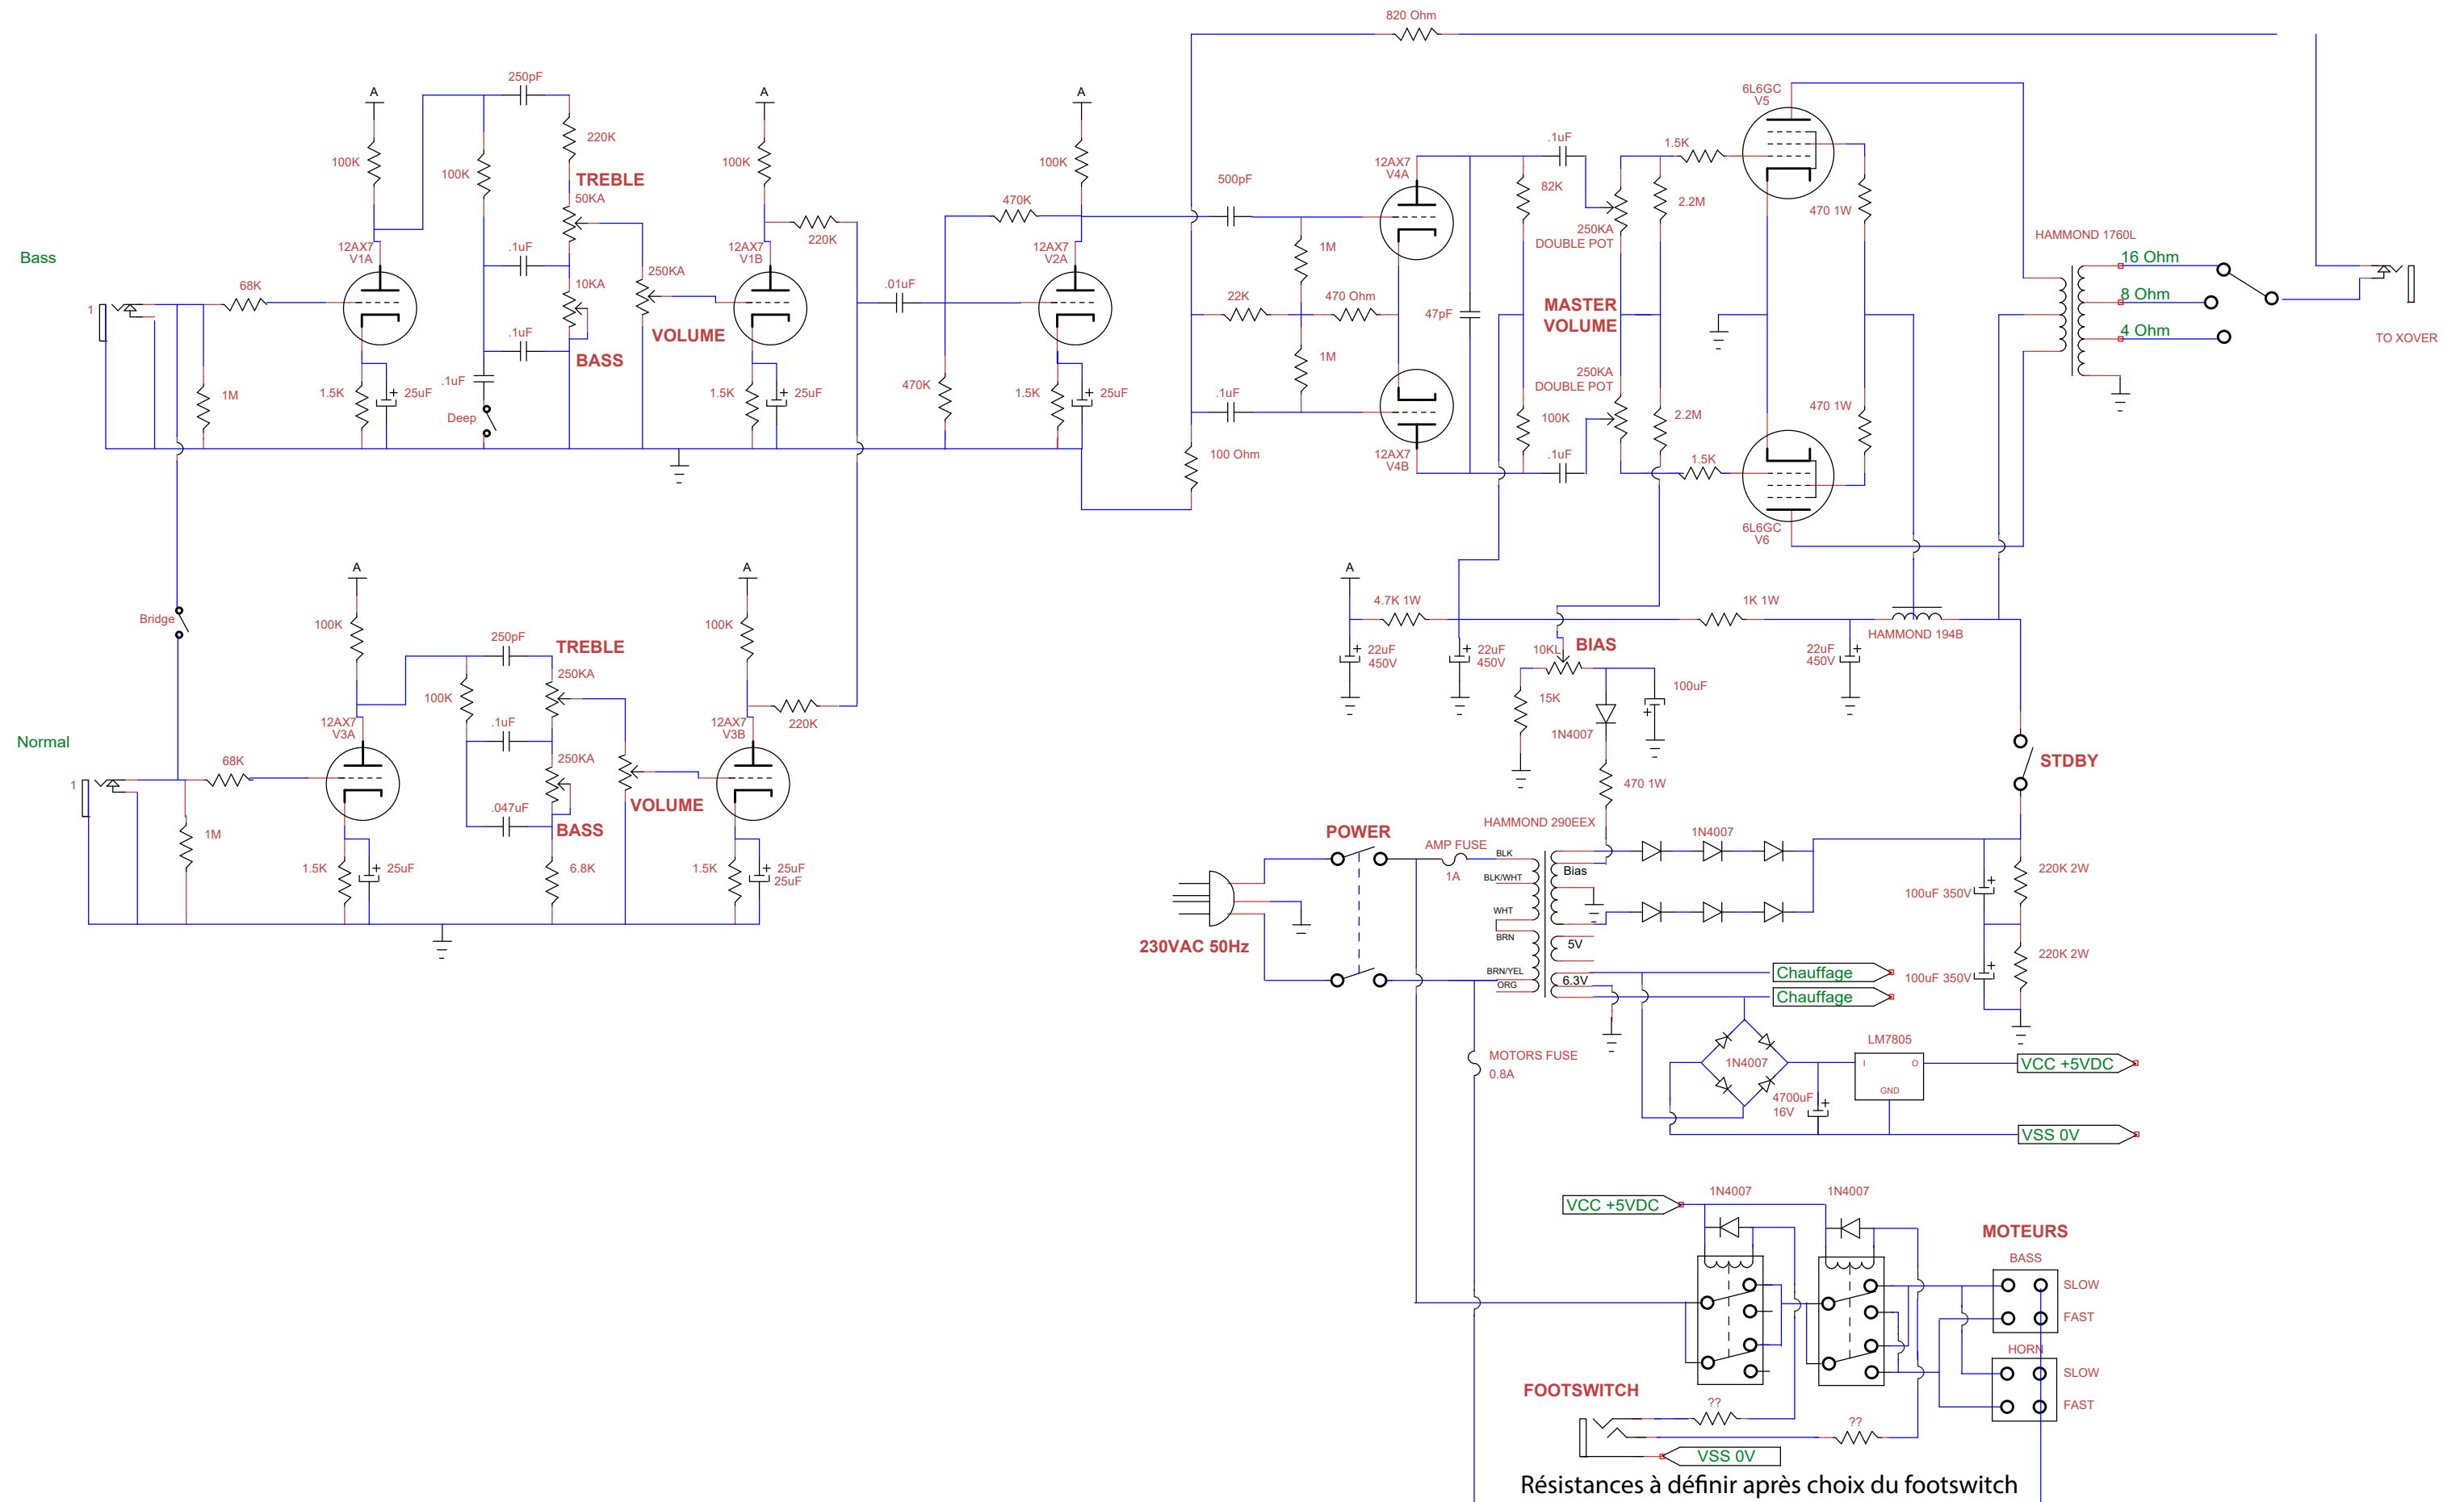 820 Ohm
250pF
A
A
A
220K
100K
100K
100K
100K
TREBLE
50KA
470K
220K
500pF
12AX7
V1A
12AX7
V1B
12AX7
V2A
12AX7
V4A
.1uF
82K
1.5K
6L6GC
V5
2.2M
470 1W
250KA
DOUBLE POT
HAMMOND 1760L
Bass
1
68K
.1uF
10KA
250KA
VOLUME
.01uF
1M
22K
470 Ohm
47pF
MASTER
VOLUME
16 Ohm
8 Ohm
4 Ohm
TO XOVER
.1uF
BASS
.1uF
Deep
1M
1.5K
+
25uF
1.5K
+
25uF
470K
1.5K
+
25uF
1M
.1uF
100 Ohm
250KA
DOUBLE POT
100K
12AX7
V4B
.1uF
2.2M
1.5K
470 1W
6L6GC
V6
Bridge
A
A
100K
100K
250pF
TREBLE
250KA
100K
.1uF
250KA
220K
12AX7
V3A
12AX7
V3B
Normal
1
68K
1M
.047uF
BASS
VOLUME
1.5K
+
25uF
6.8K
1.5K
+
25uF
25uF
A
4.7K 1W
1K 1W
HAMMOND 194B
+
22uF
450V
+
22uF
450V
10KL
BIAS
+
22uF
450V
15K
1N4007
100uF
+
470 1W
STDBY
HAMMOND 290EEX
POWER
AMP FUSE
1A
BLK
BLK/WHT
WHT
BRN
BRN/YEL
ORG
Bias
5V
6.3V
1N4007
220K 2W
+
100uF 350V
220K 2W
+
100uF 350V
230VAC 50Hz
Chauffage
Chauffage
MOTORS FUSE
0.8A
1N4007
LM7805
I
O
GND
4700uF
16V
+
VCC +5VDC
VSS 0V
1N4007
1N4007
VCC +5VDC
MOTEURS
BASS
SLOW
FAST
HORN
SLOW
FAST
FOOTSWITCH
??
??
VSS 0V
Résistances à définir après choix du footswitch